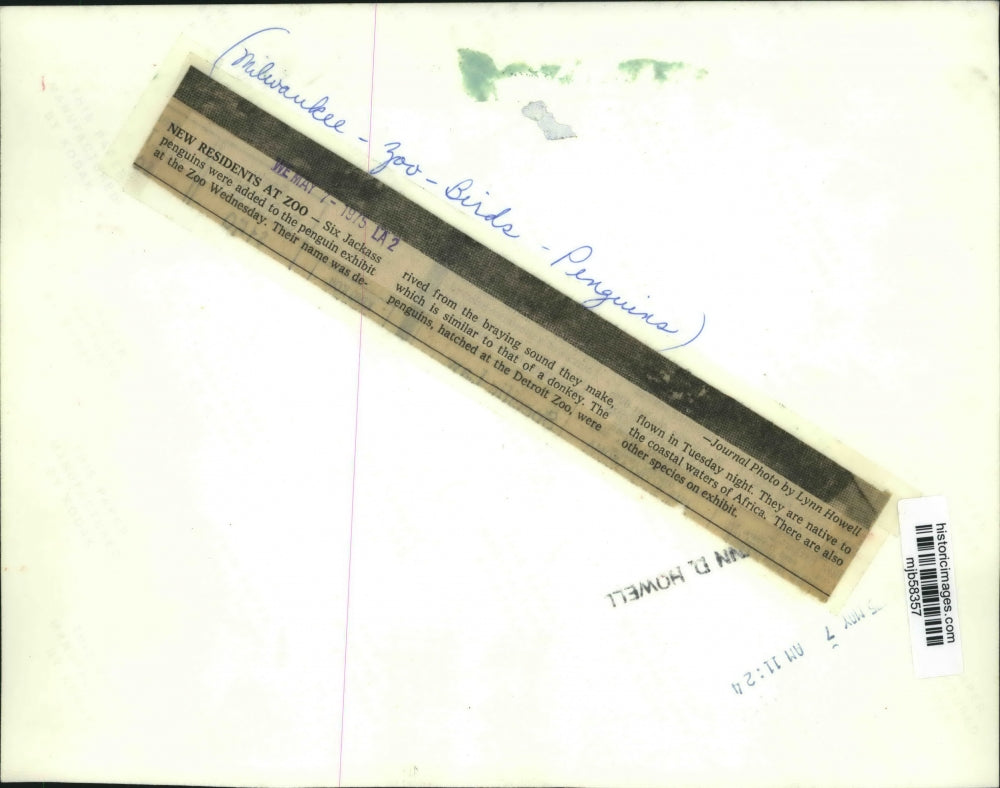 (Milwaukee - Zoo - Birds - Penguins)
WE MAY 7 - 1975 LA 2
—Journal Photo by Lynn Howell
NEW RESIDENTS AT ZOO — Six Jackass
penguins were added to the penguin exhibit
at the Zoo Wednesday. Their name was de-
rived from the braying sound they make,
which is similar to that of a donkey. The
penguins, hatched at the Detroit Zoo, were
flown in Tuesday night. They are native to
the coastal waters of Africa. There are also
other species on exhibit.
NN D. HOWELL
5 MAY 7 AM 11:24
historicimages.com
mjb58357